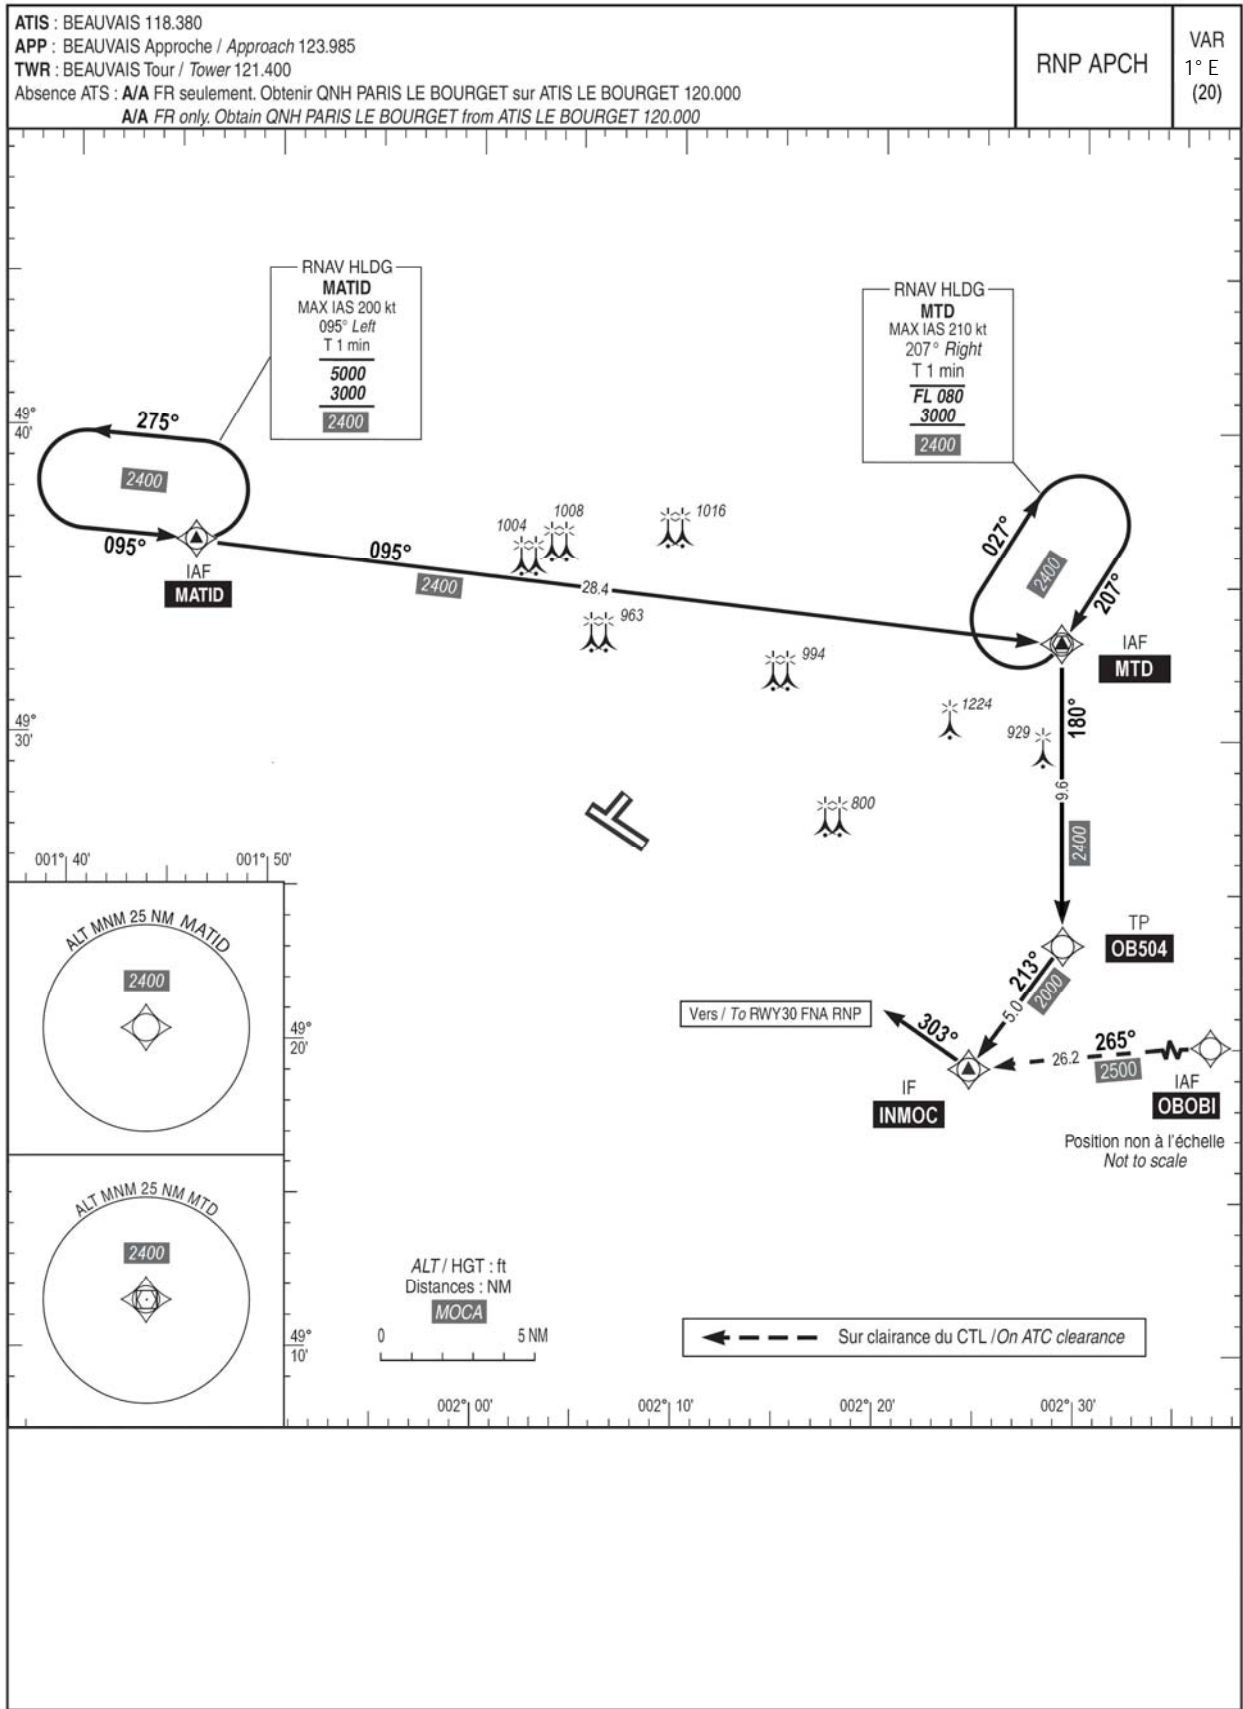 ATIS : BEAUVAIS 118.380
APP : BEAUVAIS Approche / Approach 123.985
TWR : BEAUVAIS Tour / Tower 121.400
Absence ATS : A/A FR seulement. Obtenir QNH PARIS LE BOURGET sur ATIS LE BOURGET 120.000
A/A FR only. Obtain QNH PARIS LE BOURGET from ATIS LE BOURGET 120.000
RNP APCH
VAR
1° E
(20)
RNAV HLDG
MATID
MAX IAS 200 kt
095° Left
T 1 min
5000
3000
2400
RNAV HLDG
MTD
MAX IAS 210 kt
207° Right
T 1 min
FL 080
3000
2400
49°
40'
275°
2400
095°
IAF
MATID
095°
2400
28.4
1004
1008
1016
963
994
1224
929
800
027°
2400
207°
IAF
MTD
180°
9.6
2400
49°
30'
001° 40'
001° 50'
ALT MNM 25 NM MATID
2400
TP
OB504
213°
5.0
2000
Vers / To RWY30 FNA RNP
303°
IF
INMOC
26.2
265°
2500
IAF
OBOBI
Position non à l'échelle
Not to scale
49°
20'
ALT MNM 25 NM MTD
2400
ALT / HGT : ft
Distances : NM
MOCA
0
5 NM
49°
10'
Sur clairance du CTL / On ATC clearance
002° 00'
002° 10'
002° 20'
002° 30'